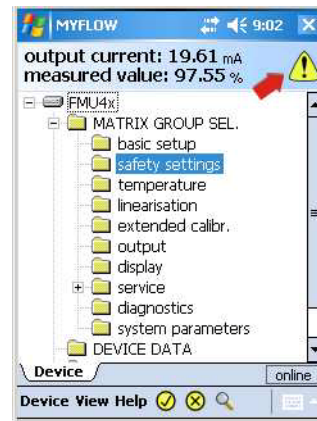 MYFLOW 9:02
output current: 19.61 mA
measured value: 97.55 %
FMU4x
MATRIX GROUP SEL.
basic setup
safety settings
temperature
linearisation
extended calibr.
output
display
service
diagnostics
system parameters
DEVICE DATA
Device
online
Device View Help